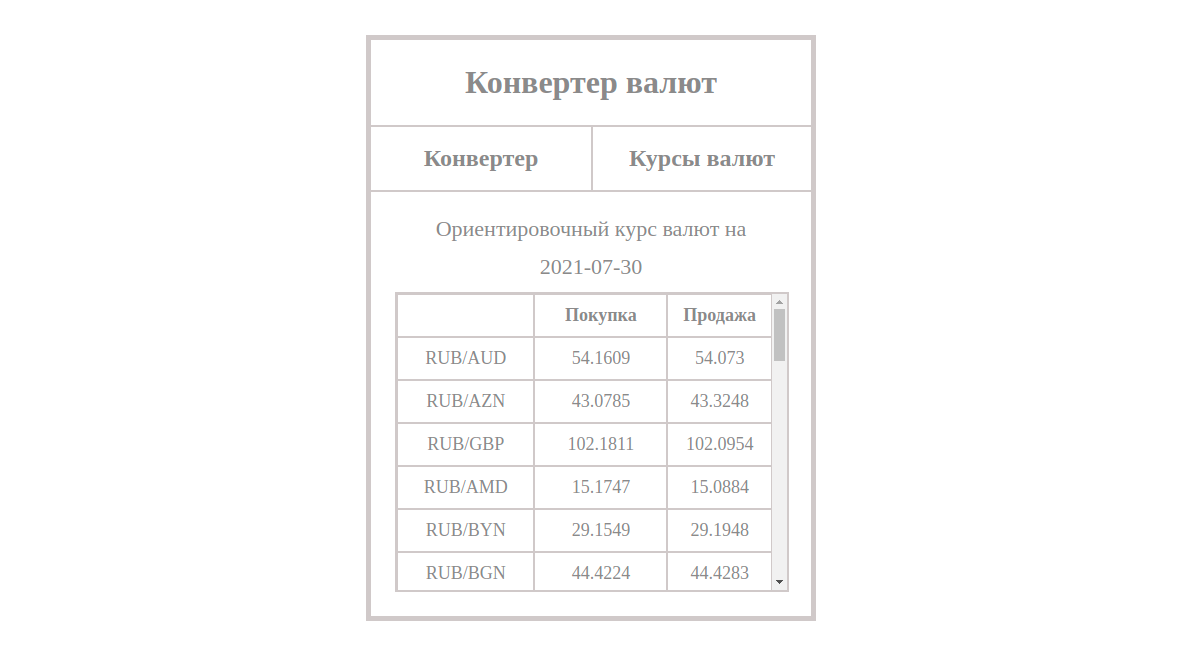 Конвертер валют
Конвертер Курсы валют
Ориентировочный курс валют на
2021-07-30
Покупка Продажа
RUB/AUD 54.1609 54.073
RUB/AZN 43.0785 43.3248
RUB/GBP 102.1811 102.0954
RUB/AMD 15.1747 15.0884
RUB/BYN 29.1549 29.1948
RUB/BGN 44.4224 44.4283